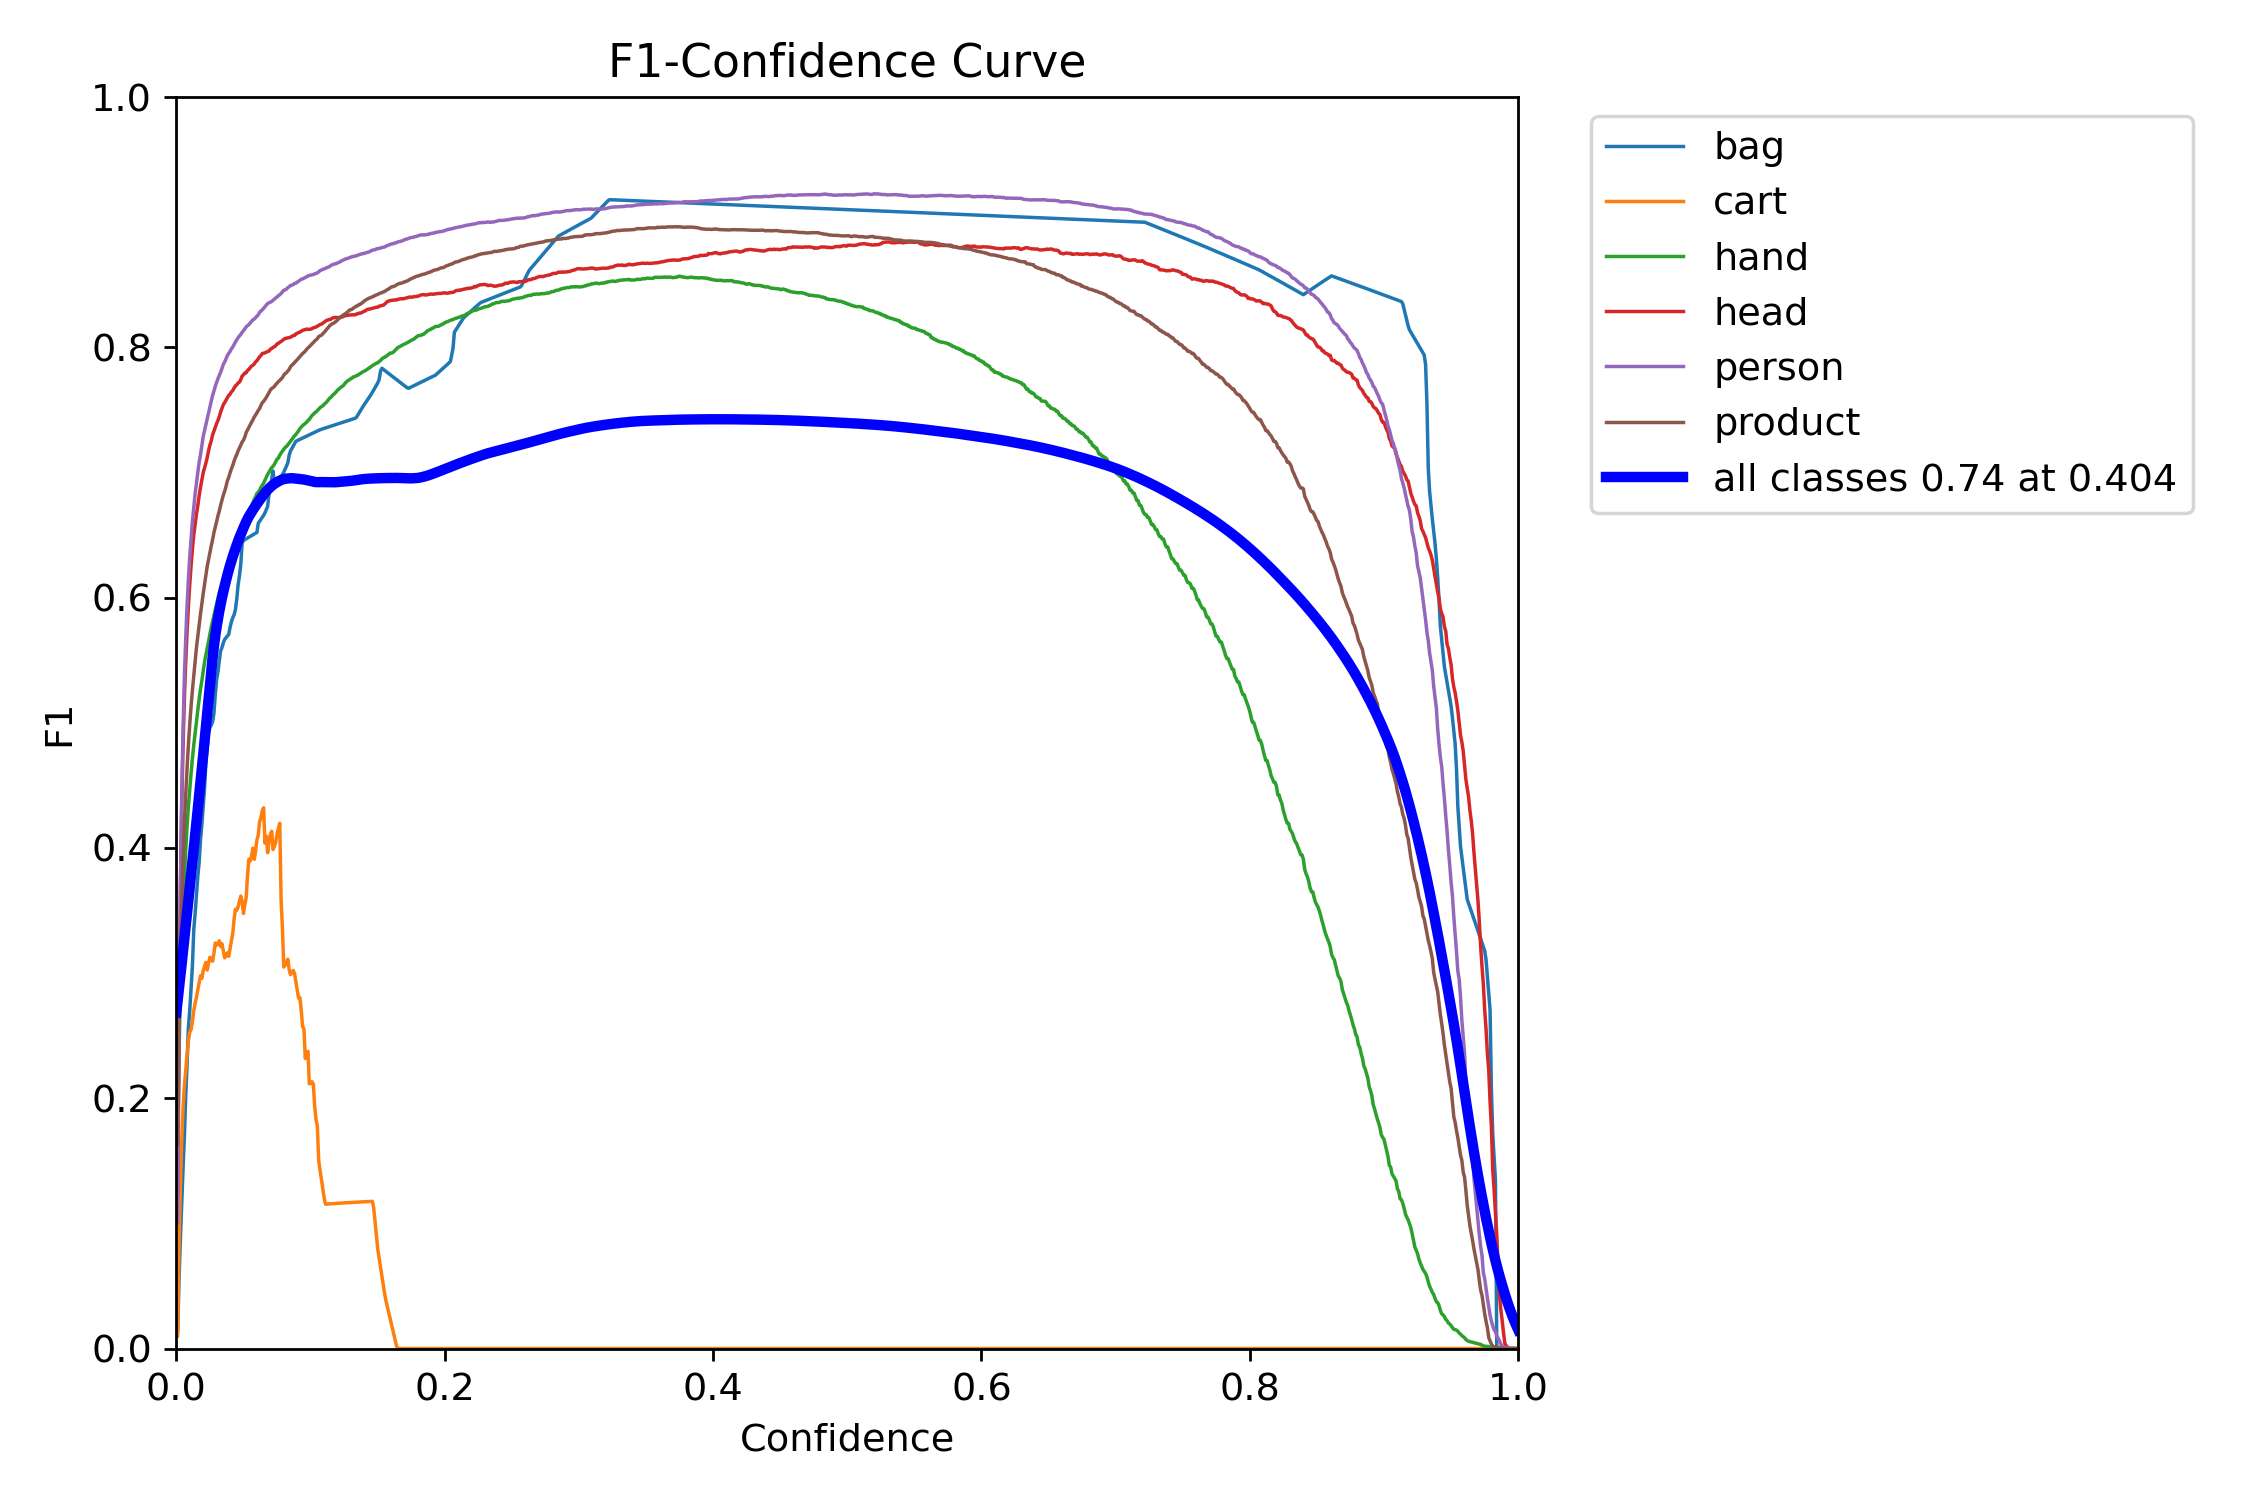 F1-Confidence Curve
1.0
0.8
0.6
0.4
0.2
0.0
F1
0.0 0.2 0.4 0.6 0.8 1.0
Confidence
bag
cart
hand
head
person
product
all classes 0.74 at 0.404